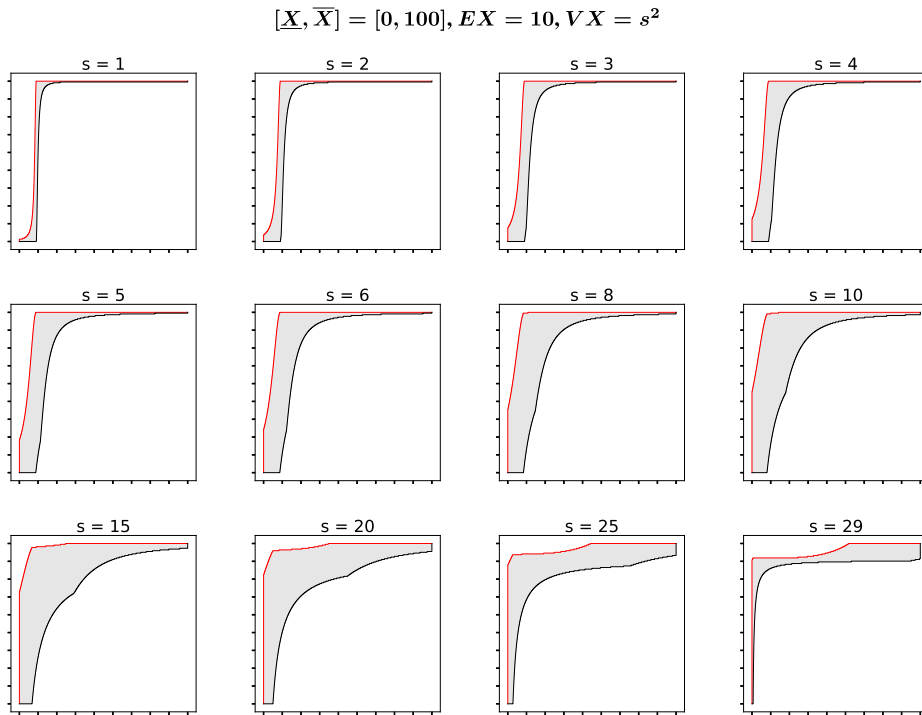 [X, X] = [0, 100], EX = 10, VX = s²
s = 1
s = 2
s = 3
s = 4
s = 5
s = 6
s = 8
s = 10
s = 15
s = 20
s = 25
s = 29